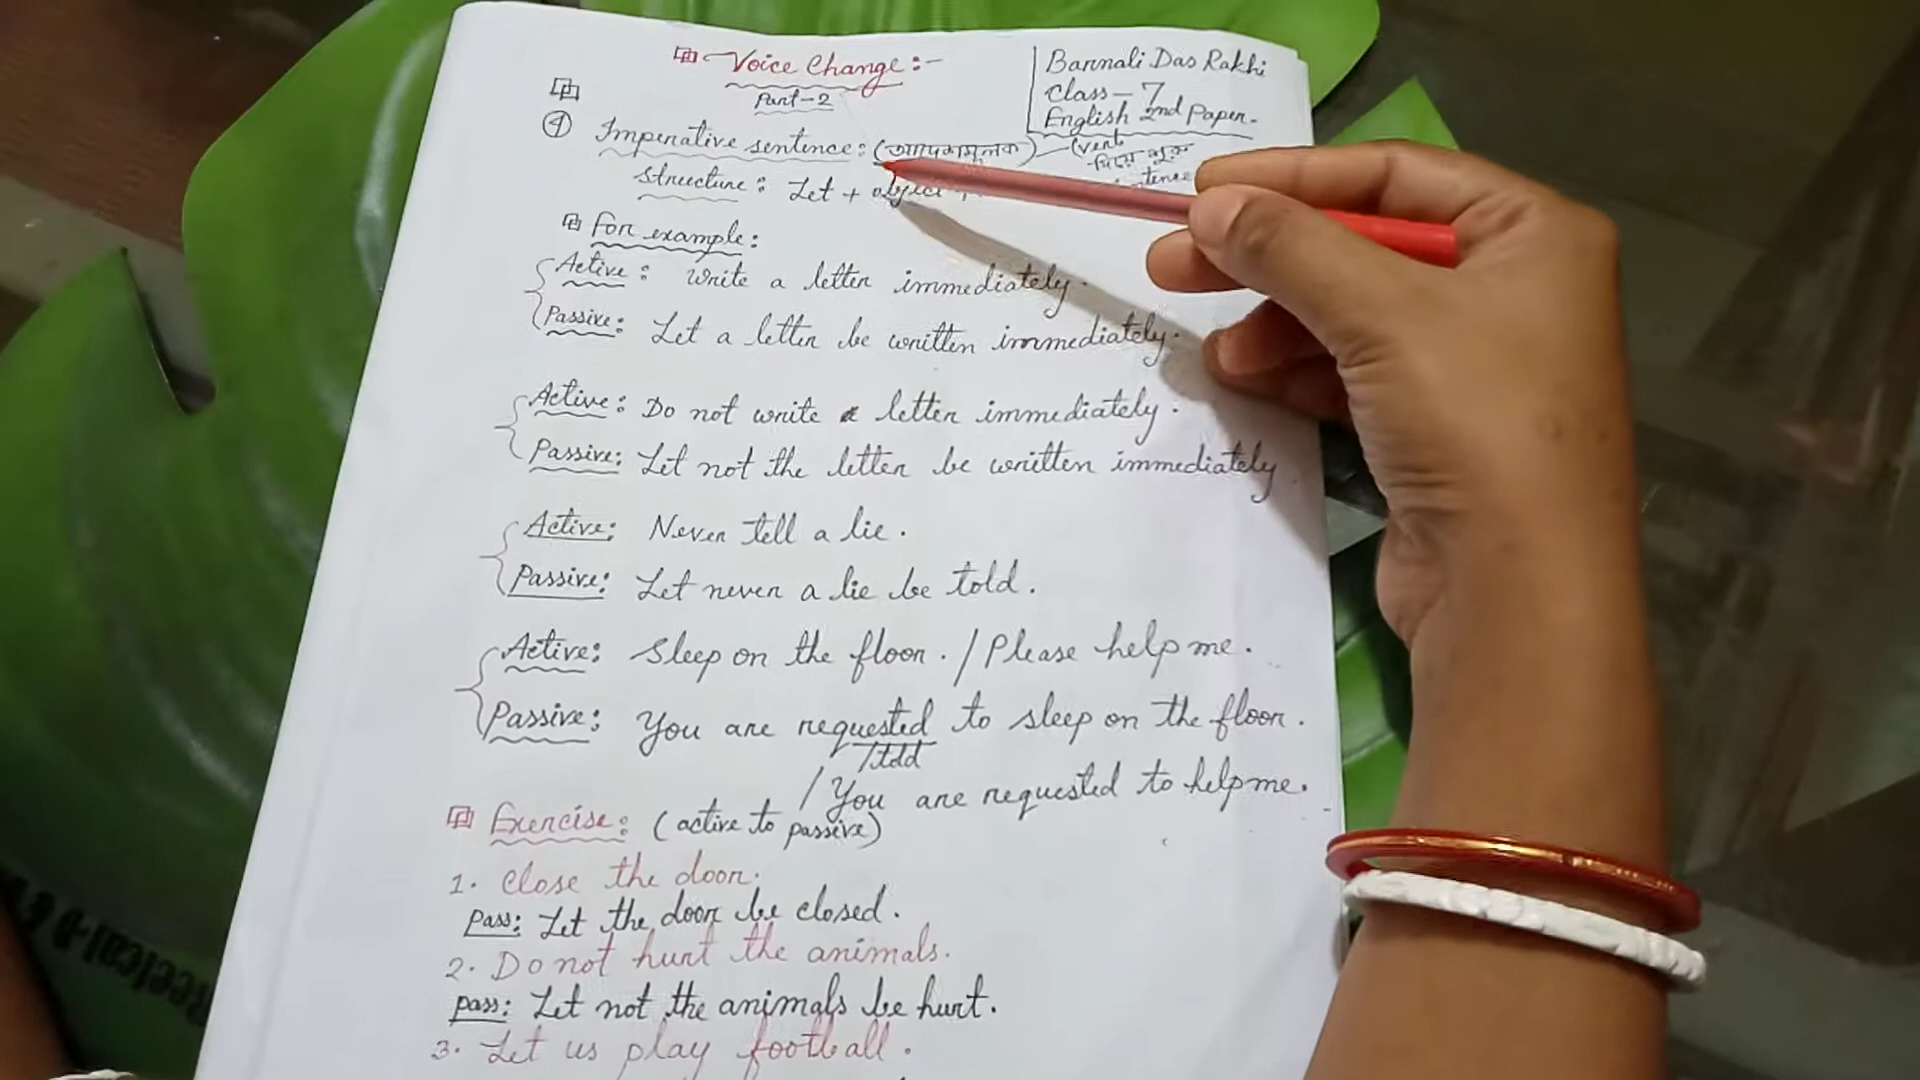 Voice Change:-
Part-2
Barnali Das Rakhi
Class - 7
English 2nd Paper.
④ Imperative sentence: (আদেশমূলক) - (verb
দিয়ে শুরু
Structure: Let + object +
For example:
Active: Write a letter immediately.
Passive: Let a letter be written immediately.
Active: Do not write a letter immediately.
Passive: Let not the letter be written immediately
Active: Never tell a lie.
Passive: Let never a lie be told.
Active: Sleep on the floor. / Please help me.
Passive: You are requested to sleep on the floor.
/told
/ You are requested to help me.
Exercise: (active to passive)
1. Close the door.
Pass: Let the door be closed.
2. Do not hurt the animals.
Pass: Let not the animals be hurt.
3. Let us play football.